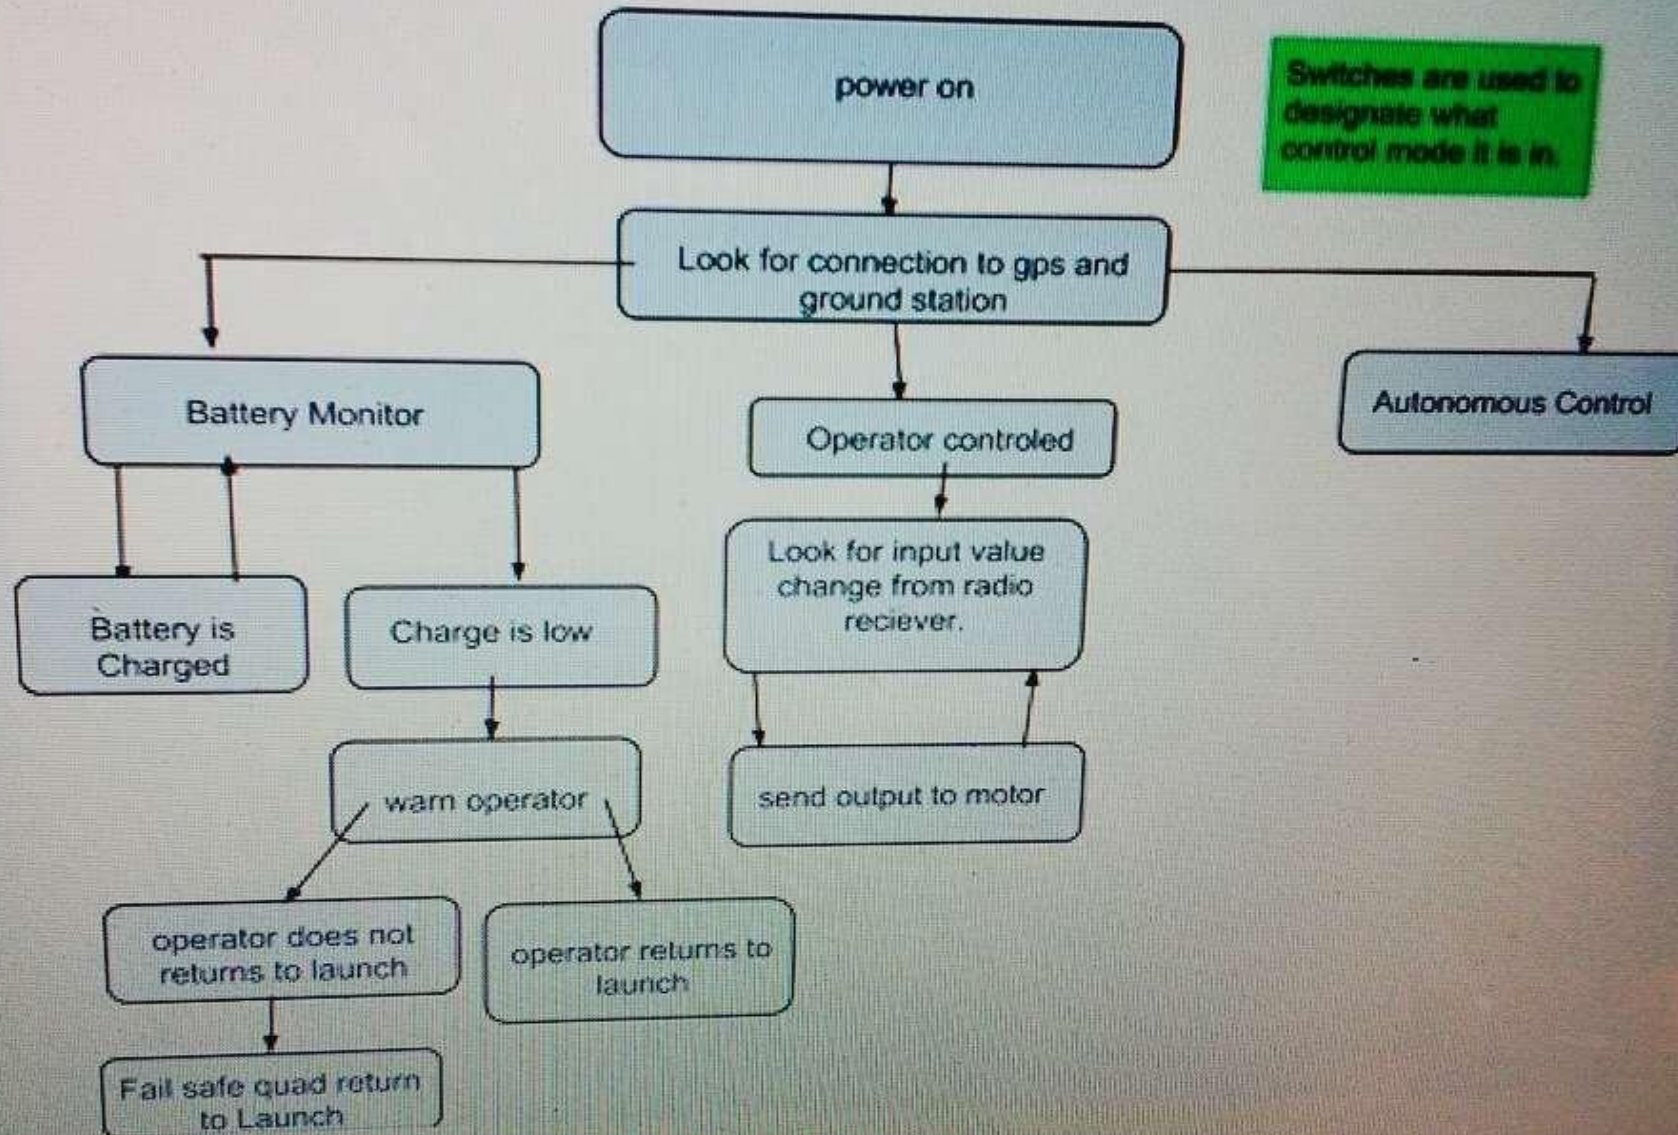 power on
Switches are used to
designate what
control mode it is in.
Look for connection to gps and
ground station
Battery Monitor
Operator controled
Autonomous Control
Look for input value
change from radio
reciever.
Battery is
Charged
Charge is low
warn operator
send output to motor
operator does not
returns to launch
operator returns to
launch
Fail safe quad return
to Launch